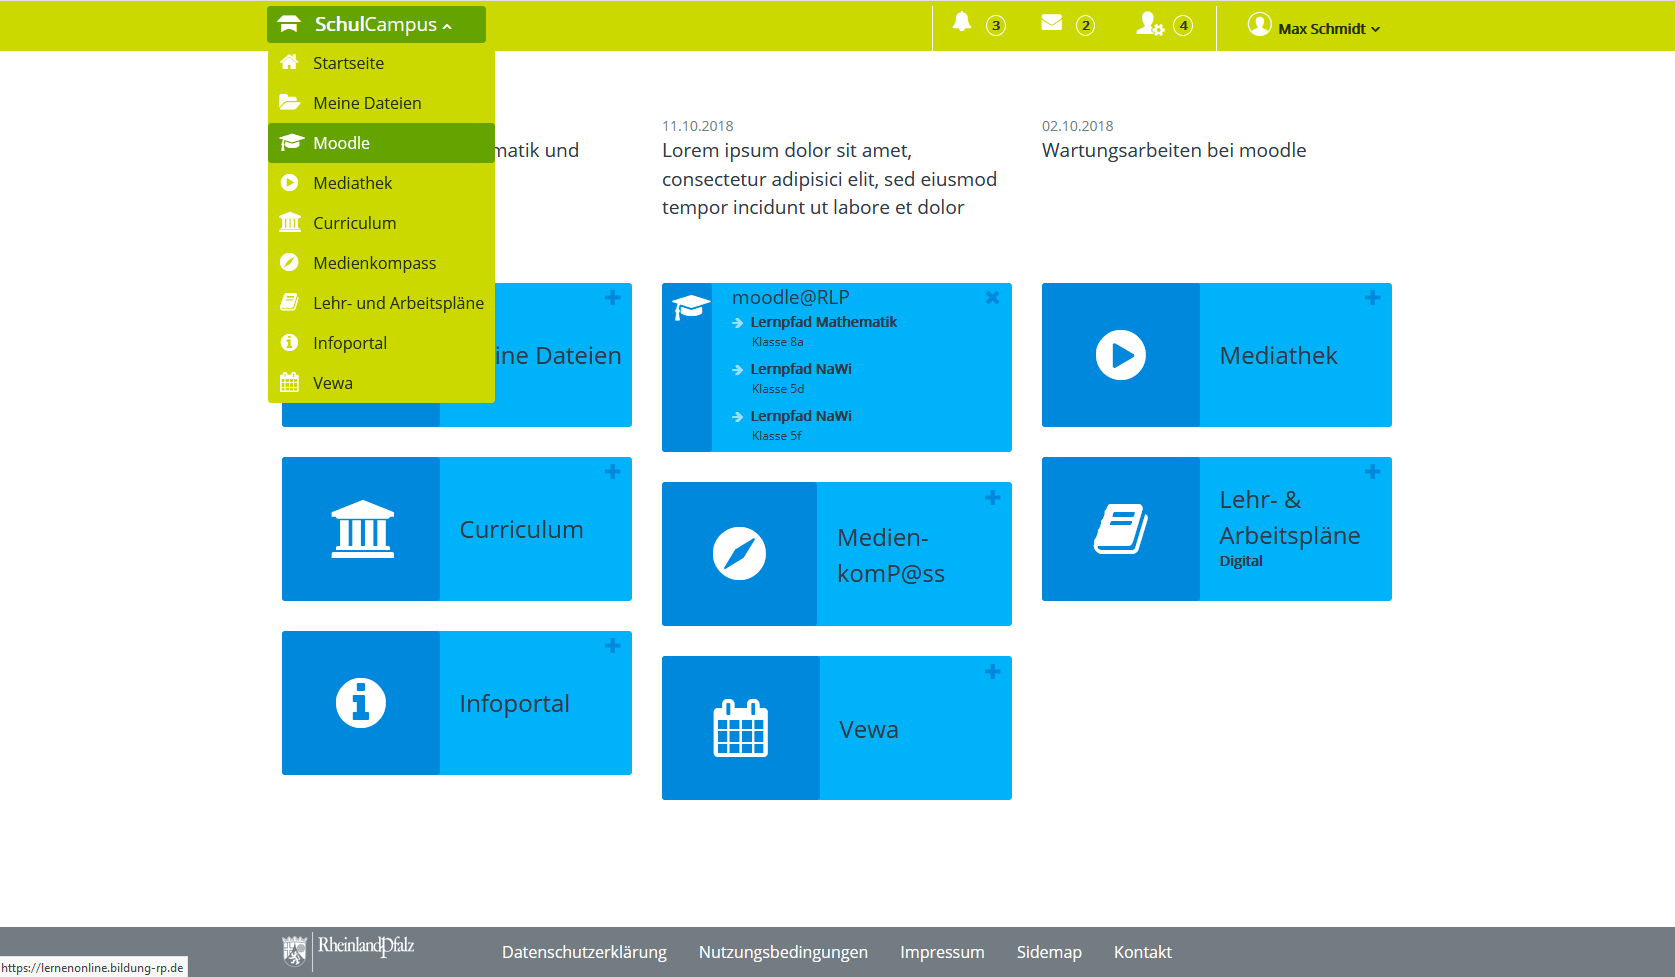 SchulCampus
3
2
4
Max Schmidt
Startseite
Meine Dateien
Moodle
Mediathek
Curriculum
Medienkompass
Lehr- und Arbeitspläne
Infoportal
Vewa
matik und
11.10.2018
Lorem ipsum dolor sit amet,
consectetur adipisici elit, sed eiusmod
tempor incidunt ut labore et dolor
02.10.2018
Wartungsarbeiten bei moodle
ine Dateien
moodle@RLP
Lernpfad Mathematik
Klasse 8a
Lernpfad NaWi
Klasse 5d
Lernpfad NaWi
Klasse 5f
Mediathek
Curriculum
Medien-
komP@ss
Lehr- &
Arbeitspläne
Digital
Infoportal
Vewa
RheinlandPfalz
Datenschutzerklärung
Nutzungsbedingungen
Impressum
Sidemap
Kontakt
https://lernenonline.bildung-rp.de